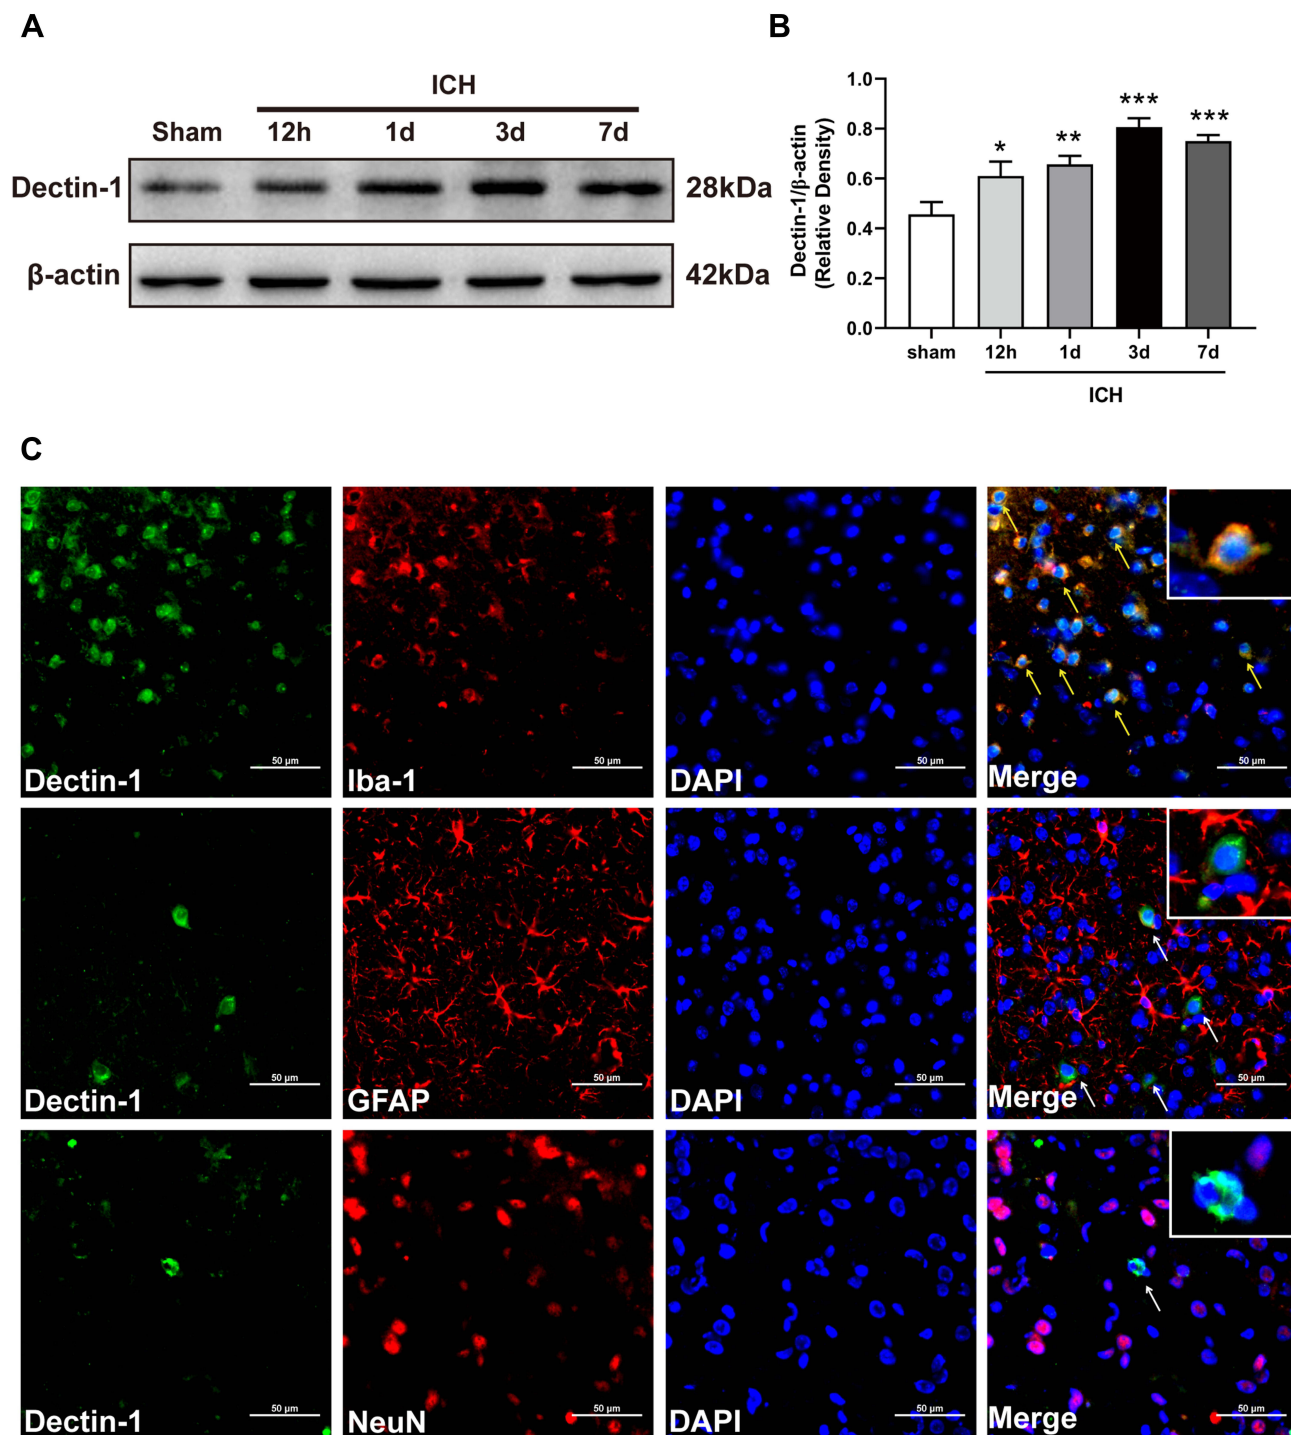 A
ICH
Sham 12h 1d 3d 7d
Dectin-1 28kDa
β-actin 42kDa
B
Dectin-1/β-actin
(Relative Density)
1.0
0.8
0.6
0.4
0.2
0.0
* ** *** ***
sham 12h 1d 3d 7d
ICH
C
50 μm 50 μm 50 μm 50 μm
Dectin-1 Iba-1 DAPI Merge
50 μm 50 μm 50 μm 50 μm
Dectin-1 GFAP DAPI Merge
50 μm 50 μm 50 μm 50 μm
Dectin-1 NeuN DAPI Merge